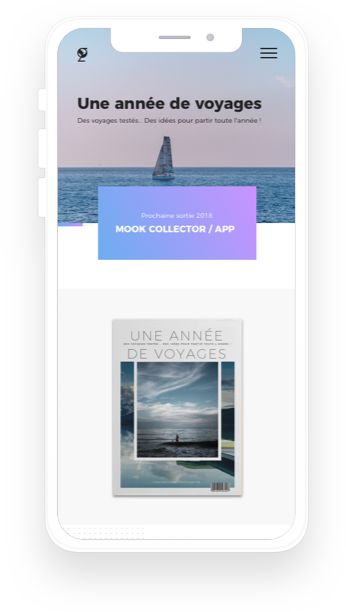 Une année de voyages
Des voyages testés... Des idées pour partir toute l'année !
Prochaine sortie 2018
MOOK COLLECTOR / APP
UNE ANNÉE
DE VOYAGES